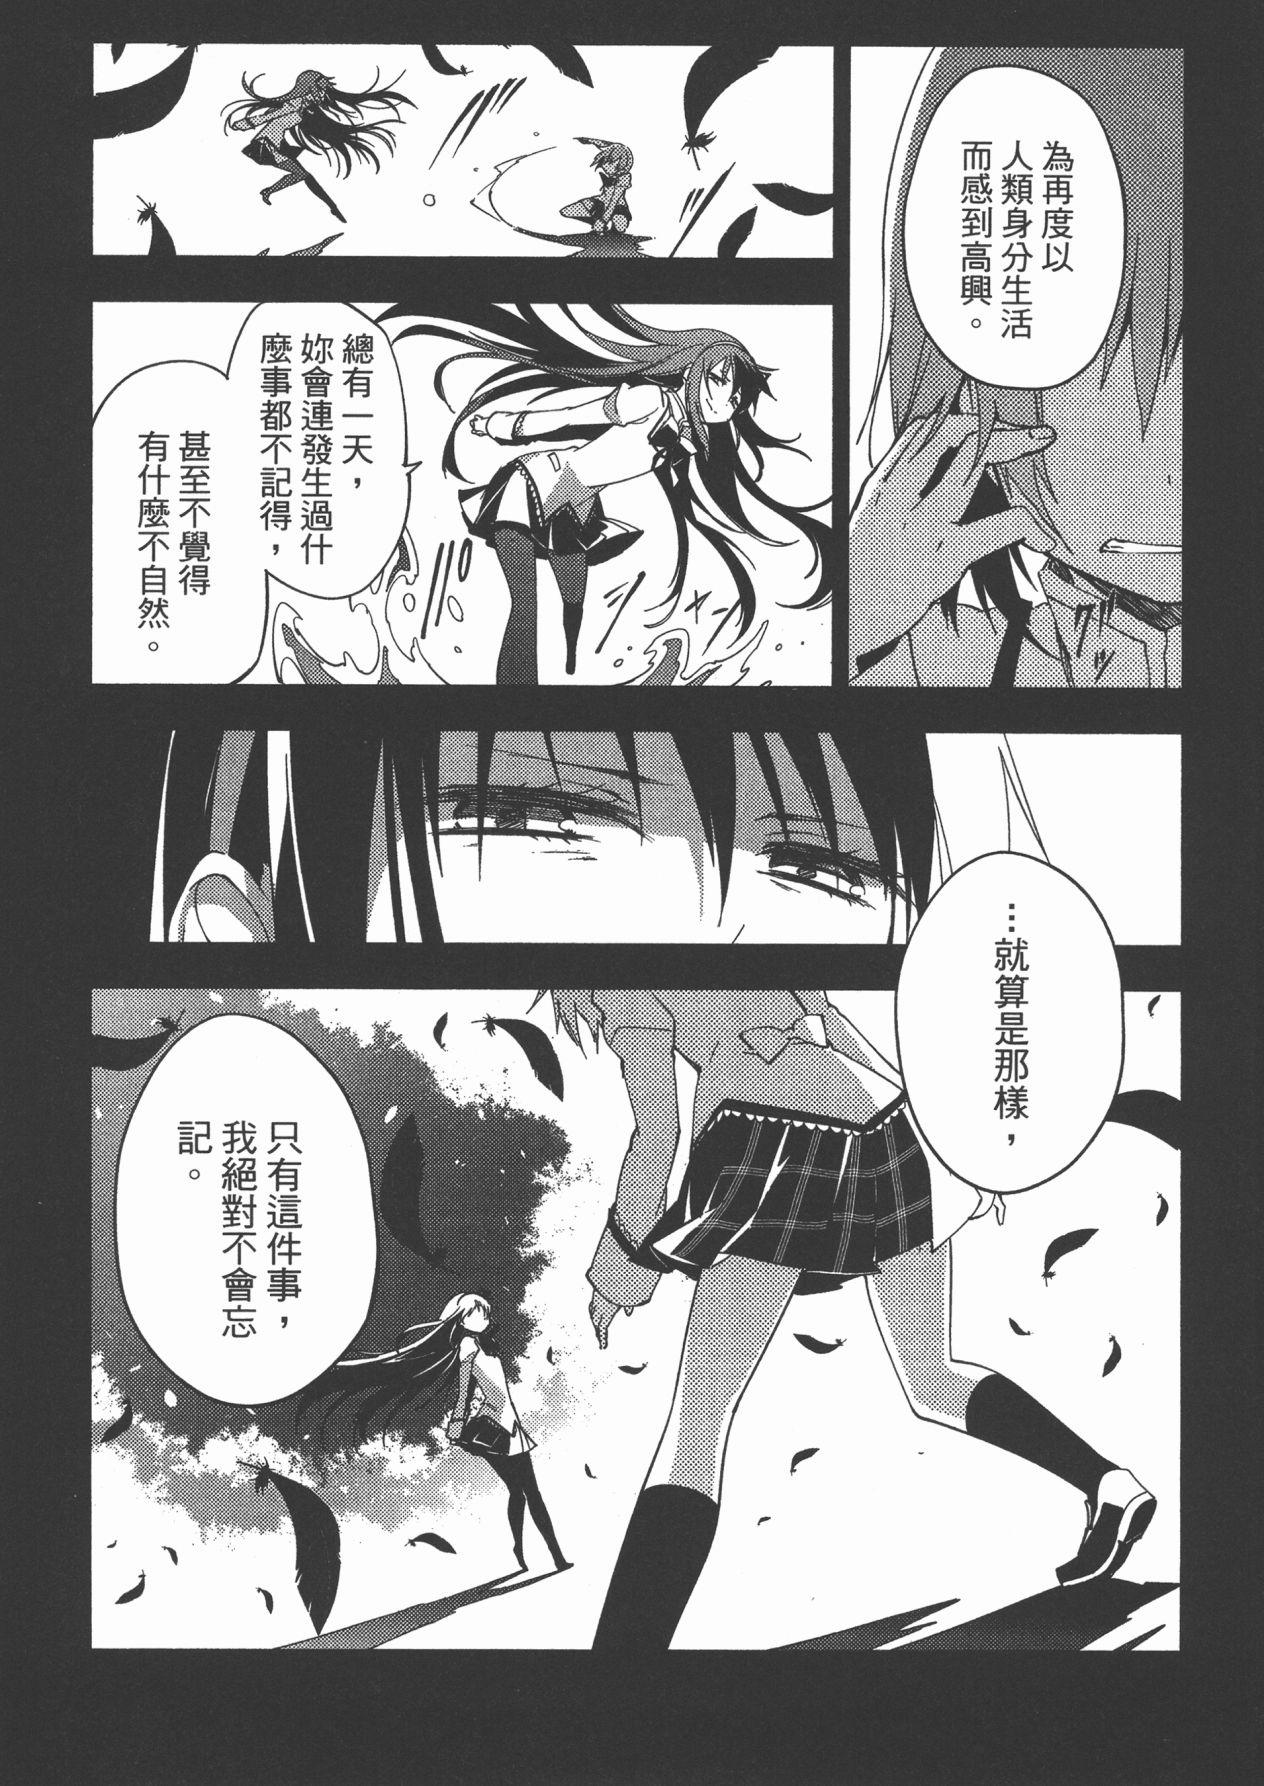 為再度以
人類身分生活
而感到高興。
總有一天，
妳會連發生過什
麼事都不記得，
甚至不覺得
有什麼不自然。
…就算是那樣，
只有這件事，
我絕對不會忘
記。